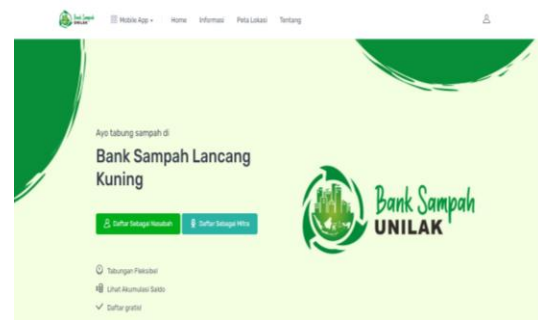 Bank Sampah
UNILAK
Mobile App
Home
Informasi
Peta Lokasi
Tentang
Ayo tabung sampah di
Bank Sampah Lancang
Kuning
Daftar Sebagai Nasabah
Daftar Sebagai Mitra
Bank Sampah
UNILAK
Tabungan Fleksibel
Lihat Akumulasi Saldo
Daftar gratis!